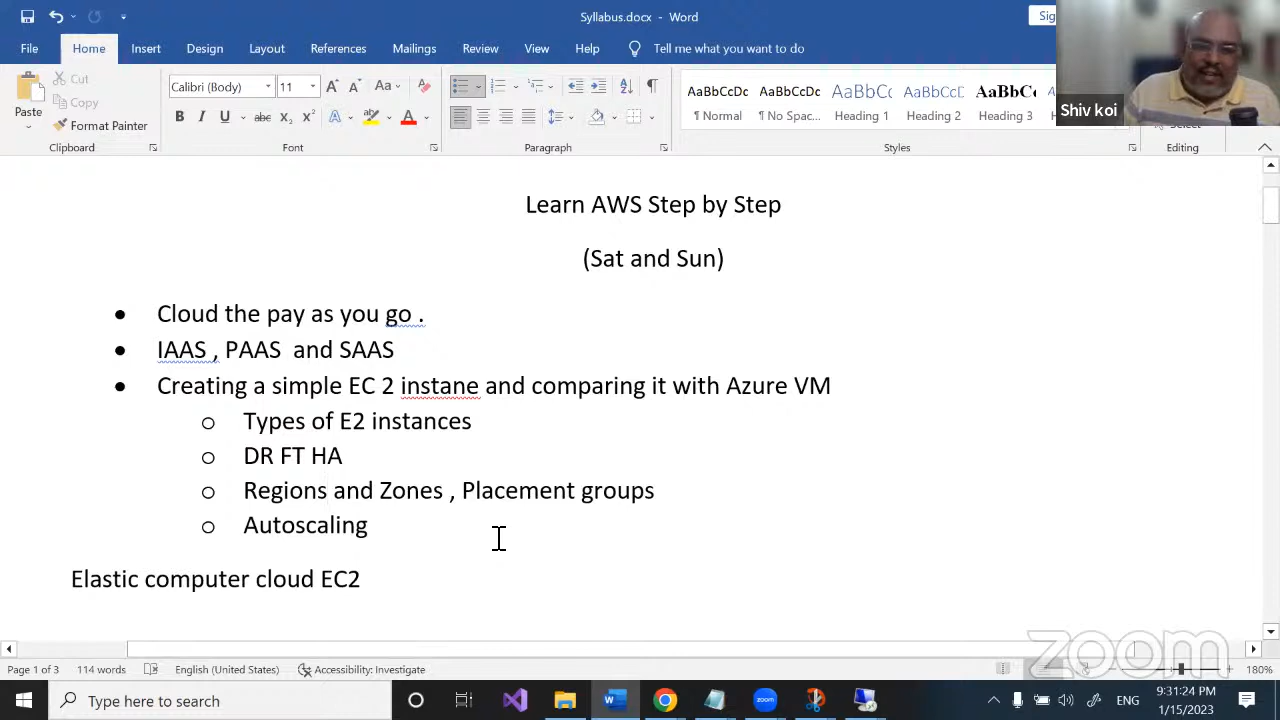 Syllabus.docx - Word
Sig
File Home Insert Design Layout References Mailings Review View Help Tell me what you want to do
Paste
Cut
Copy
Format Painter
Clipboard
Calibri (Body) 11
Font
Paragraph
AaBbCcDc AaBbCcDc AaBbCc AaBbCcD AaBbCc
¶ Normal ¶ No Spac... Heading 1 Heading 2 Heading 3
Styles
Editing
Shiv koi
Learn AWS Step by Step
(Sat and Sun)
• Cloud the pay as you go .
• IAAS , PAAS and SAAS
• Creating a simple EC 2 instane and comparing it with Azure VM
o Types of E2 instances
o DR FT HA
o Regions and Zones , Placement groups
o Autoscaling
Elastic computer cloud EC2
zoom
Page 1 of 3 114 words English (United States) Accessibility: Investigate 180%
Type here to search
zoom
ENG
9:31:24 PM
1/15/2023